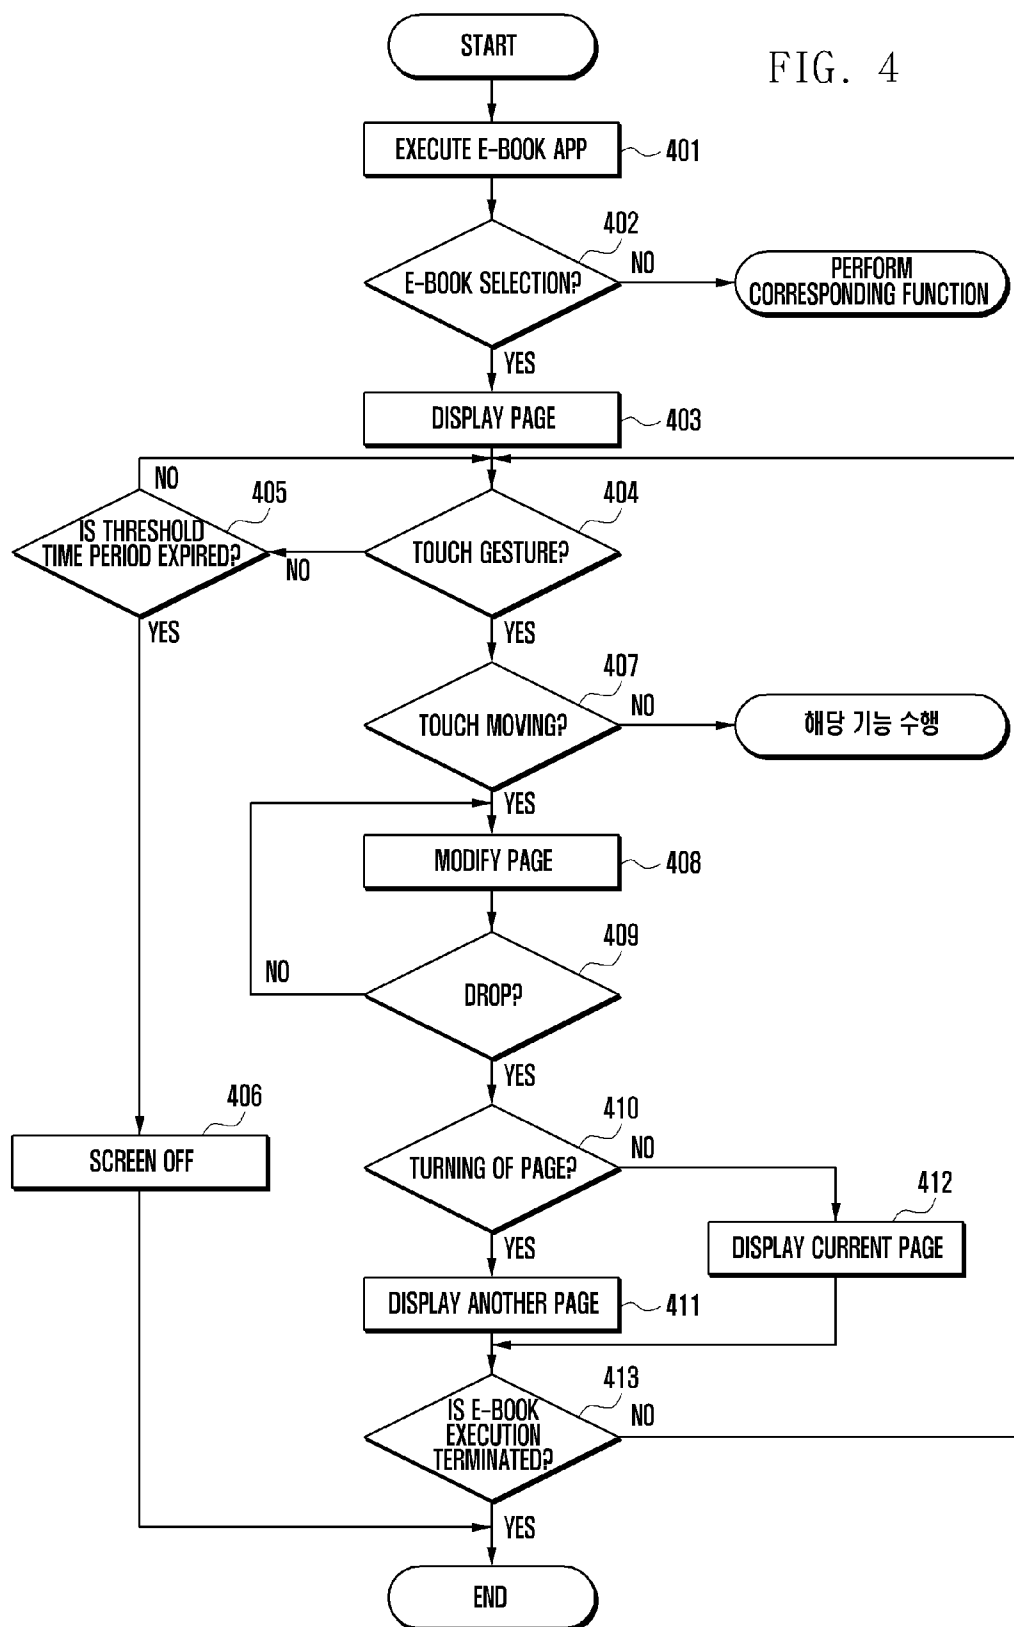 START
FIG. 4
EXECUTE E-BOOK APP
401
402
E-BOOK SELECTION?
NO
PERFORM
CORRESPONDING FUNCTION
YES
DISPLAY PAGE
403
NO
405
IS THRESHOLD
TIME PERIOD EXPIRED?
NO
404
TOUCH GESTURE?
YES
YES
407
TOUCH MOVING?
NO
해당 기능 수행
YES
MODIFY PAGE
408
409
NO
DROP?
YES
406
SCREEN OFF
410
TURNING OF PAGE?
NO
412
DISPLAY CURRENT PAGE
YES
DISPLAY ANOTHER PAGE
411
413
IS E-BOOK
EXECUTION
TERMINATED?
NO
YES
END